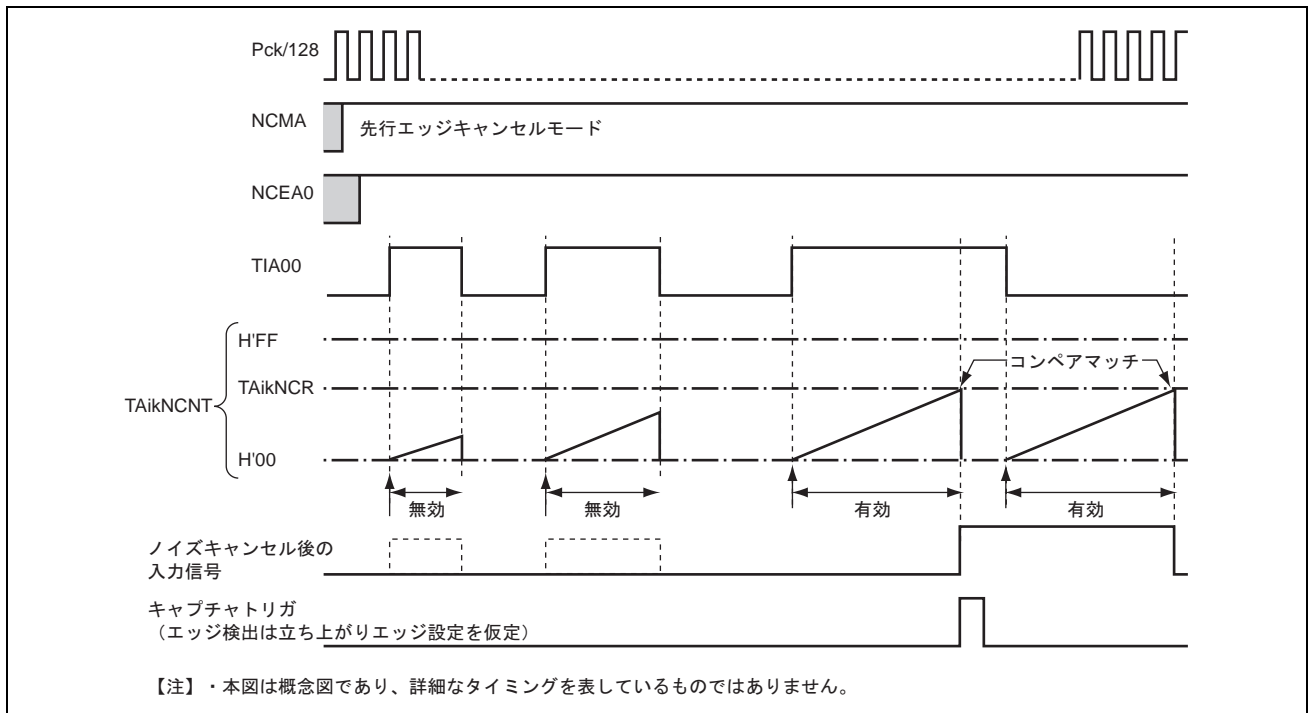 Pck/128
NCMA
先行エッジキャンセルモード
NCEA0
TIA00
H'FF
コンペアマッチ
TAikNCR
TAikNCNT
H'00
無効
無効
有効
有効
ノイズキャンセル後の
入力信号
キャプチャトリガ
（エッジ検出は立ち上がりエッジ設定を仮定）
【注】・本図は概念図であり、詳細なタイミングを表しているものではありません。